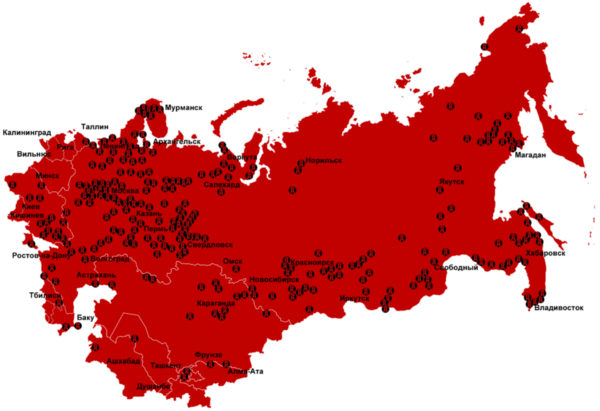 Мурманск
Таллин
Калининград
Рига
Архангельск
Вильнюс
Воркута
Норильск
Магадан
Минск
Салехард
Якутск
Москва
Киев
Казань
Кишинев
Пермь
Свердловск
Хабаровск
Ростов-на-Дону
Волгоград
Омск
Красноярск
Свободный
Астрахань
Новосибирск
Тбилиси
Иркутск
Караганда
Владивосток
Баку
Фрунзе
Ашхабад
Ташкент
Алма-Ата
Душанбе